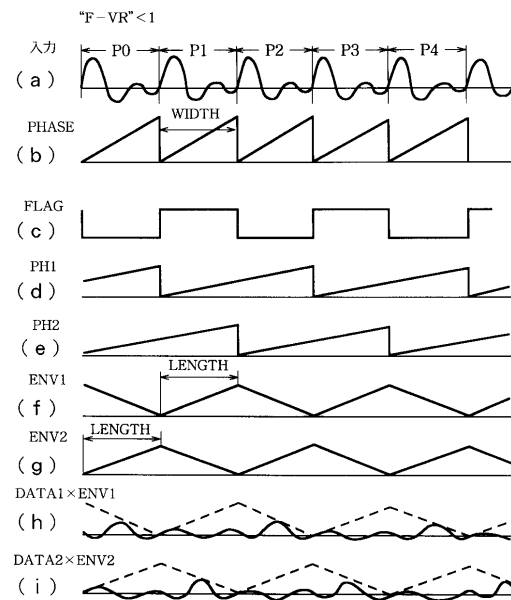 "F-VR"<1
入力 P0 P1 P2 P3 P4
(a)
PHASE WIDTH
(b)
FLAG
(c)
PH1
(d)
PH2
(e)
ENV1 LENGTH
(f)
ENV2 LENGTH
(g)
DATA1×ENV1
(h)
DATA2×ENV2
(i)